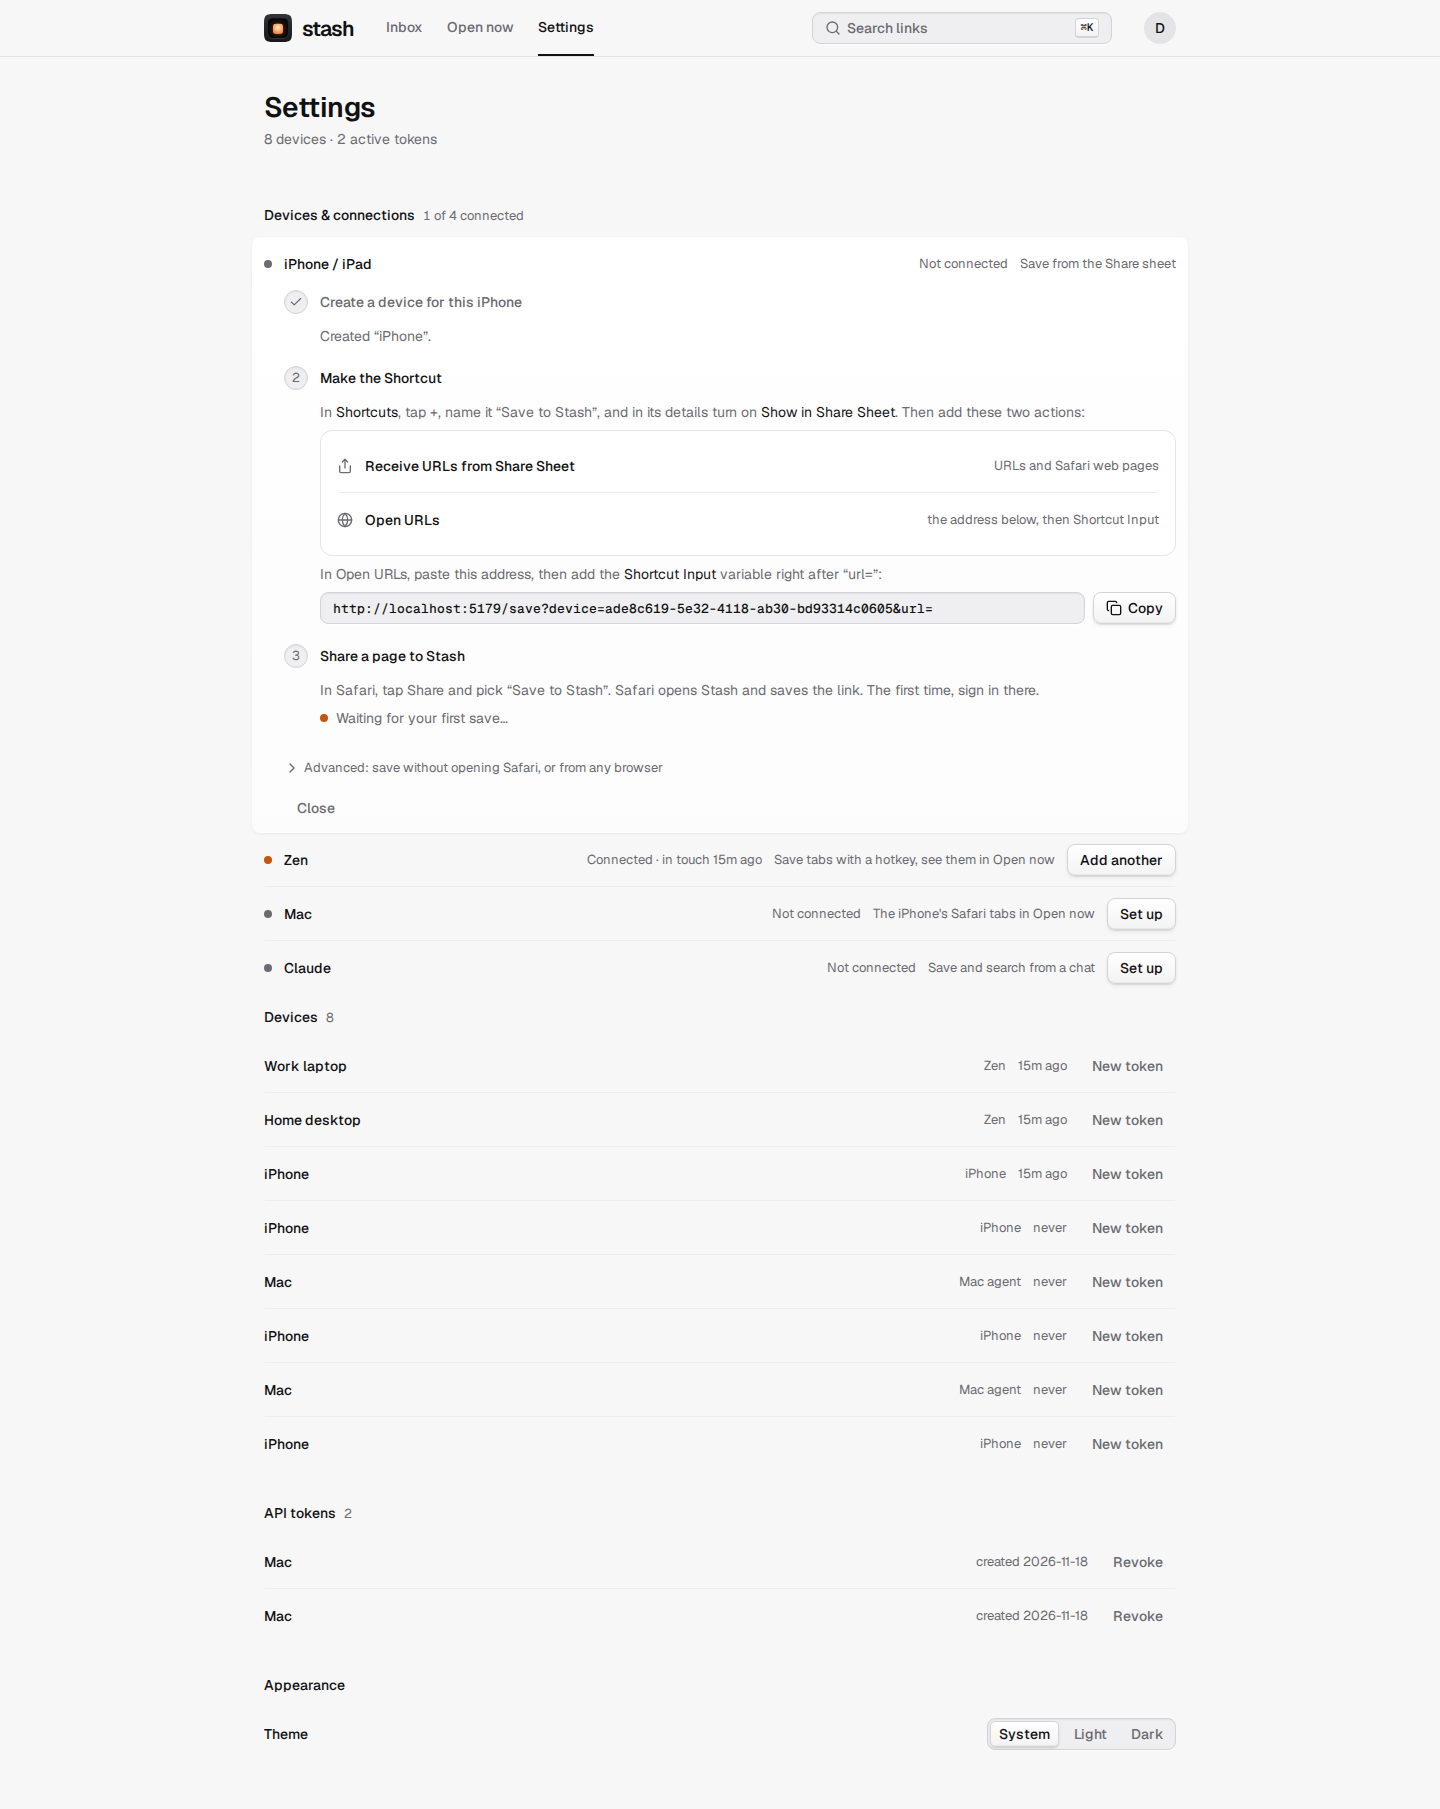 stash Inbox Open now Settings Search links ⌘K D
Settings
8 devices · 2 active tokens
Devices & connections 1 of 4 connected
iPhone / iPad Not connected Save from the Share sheet
Create a device for this iPhone
Created “iPhone”.
2 Make the Shortcut
In Shortcuts, tap +, name it “Save to Stash”, and in its details turn on Show in Share Sheet. Then add these two actions:
Receive URLs from Share Sheet URLs and Safari web pages
Open URLs the address below, then Shortcut Input
In Open URLs, paste this address, then add the Shortcut Input variable right after “url=”:
http://localhost:5179/save?device=ade8c619-5e32-4118-ab30-bd93314c0605&url= Copy
3 Share a page to Stash
In Safari, tap Share and pick “Save to Stash”. Safari opens Stash and saves the link. The first time, sign in there.
Waiting for your first save…
Advanced: save without opening Safari, or from any browser
Close
Zen Connected · in touch 15m ago Save tabs with a hotkey, see them in Open now Add another
Mac Not connected The iPhone's Safari tabs in Open now Set up
Claude Not connected Save and search from a chat Set up
Devices 8
Work laptop Zen 15m ago New token
Home desktop Zen 15m ago New token
iPhone iPhone 15m ago New token
iPhone iPhone never New token
Mac Mac agent never New token
iPhone iPhone never New token
Mac Mac agent never New token
iPhone iPhone never New token
API tokens 2
Mac created 2026-11-18 Revoke
Mac created 2026-11-18 Revoke
Appearance
Theme System Light Dark